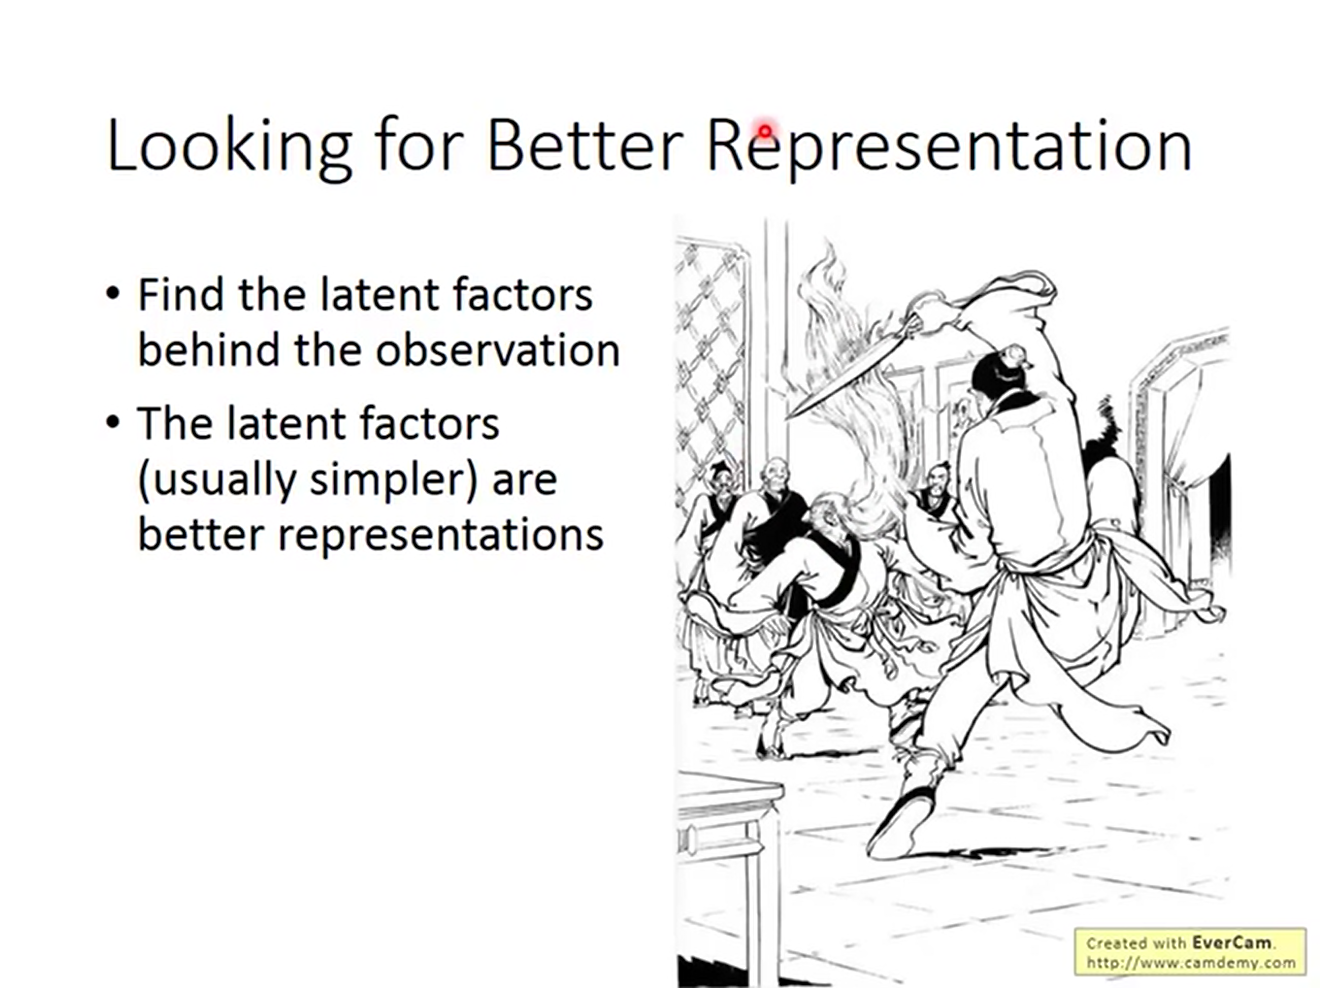 Looking for Better Representation
• Find the latent factors
behind the observation
• The latent factors
(usually simpler) are
better representations
Created with EverCam.
http://www.camdemy.com